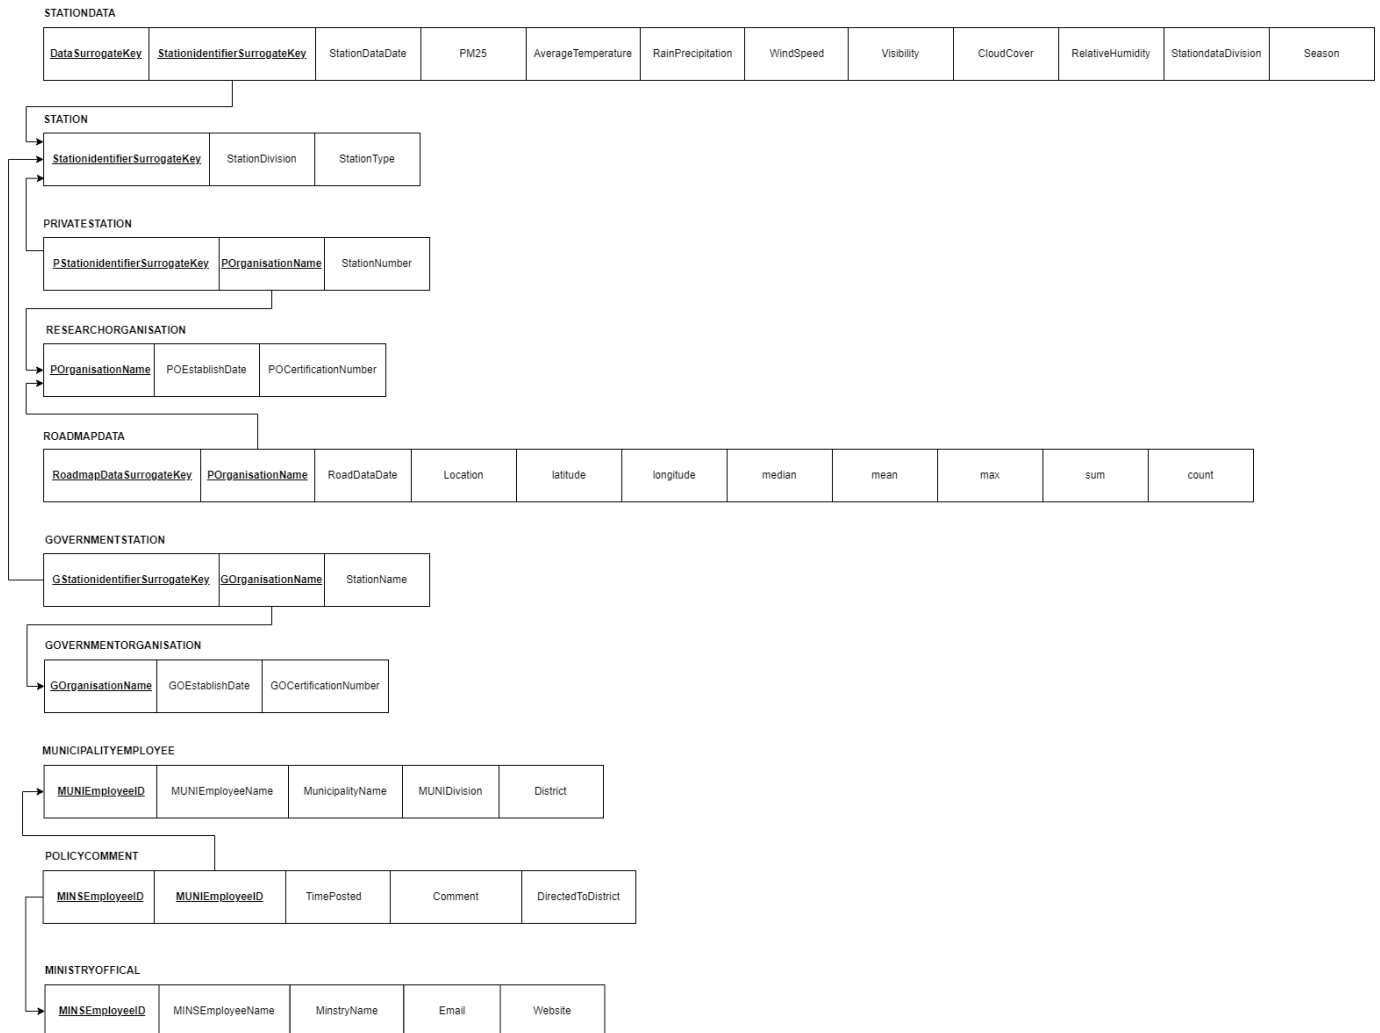 STATIONDATA
DataSurrogateKey StationidentifierSurrogateKey StationDataDate PM25 AverageTemperature RainPrecipitation WindSpeed Visibility CloudCover RelativeHumidity StationdataDivision Season
STATION
StationidentifierSurrogateKey StationDivision StationType
PRIVATESTATION
PStationidentifierSurrogateKey POrganisationName StationNumber
RESEARCHORGANISATION
POrganisationName POEstablishDate POCertificationNumber
ROADMAPDATA
RoadmapDataSurrogateKey POrganisationName RoadDataDate Location latitude longitude median mean max sum count
GOVERNMENTSTATION
GStationidentifierSurrogateKey GOrganisationName StationName
GOVERNMENTORGANISATION
GOrganisationName GOEstablishDate GOCertificationNumber
MUNICIPALITYEMPLOYEE
MUNIEmployeeID MUNIEmployeeName MunicipalityName MUNIDivision District
POLICYCOMMENT
MINSEmployeeID MUNIEmployeeID TimePosted Comment DirectedToDistrict
MINISTRYOFFICAL
MINSEmployeeID MINSEmployeeName MinstryName Email Website